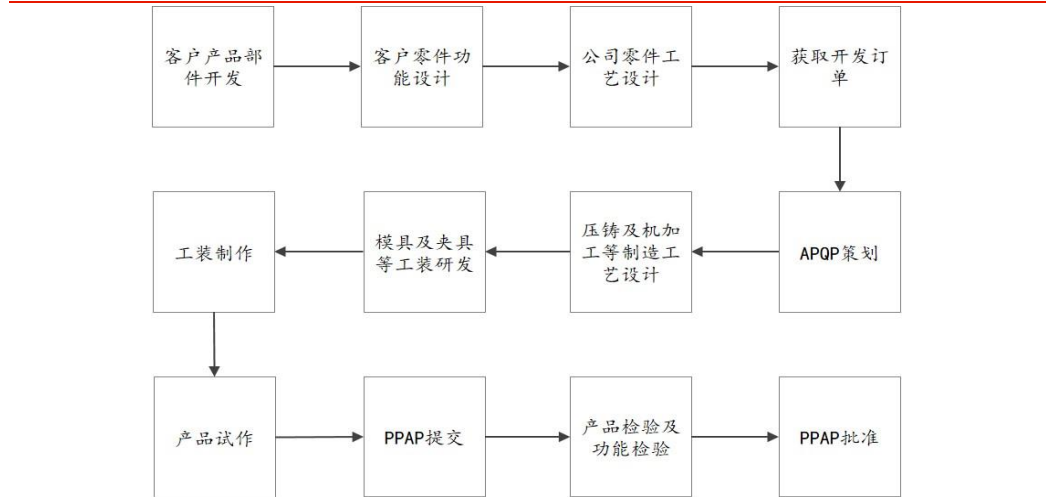 客户产品部
件开发
客户零件功
能设计
公司零件工
艺设计
获取开发订
单
工装制作
模具及夹具
等工装研发
压铸及机加
工等制造工
艺设计
APQP策划
产品试作
PPAP提交
产品检验及
功能检验
PPAP批准